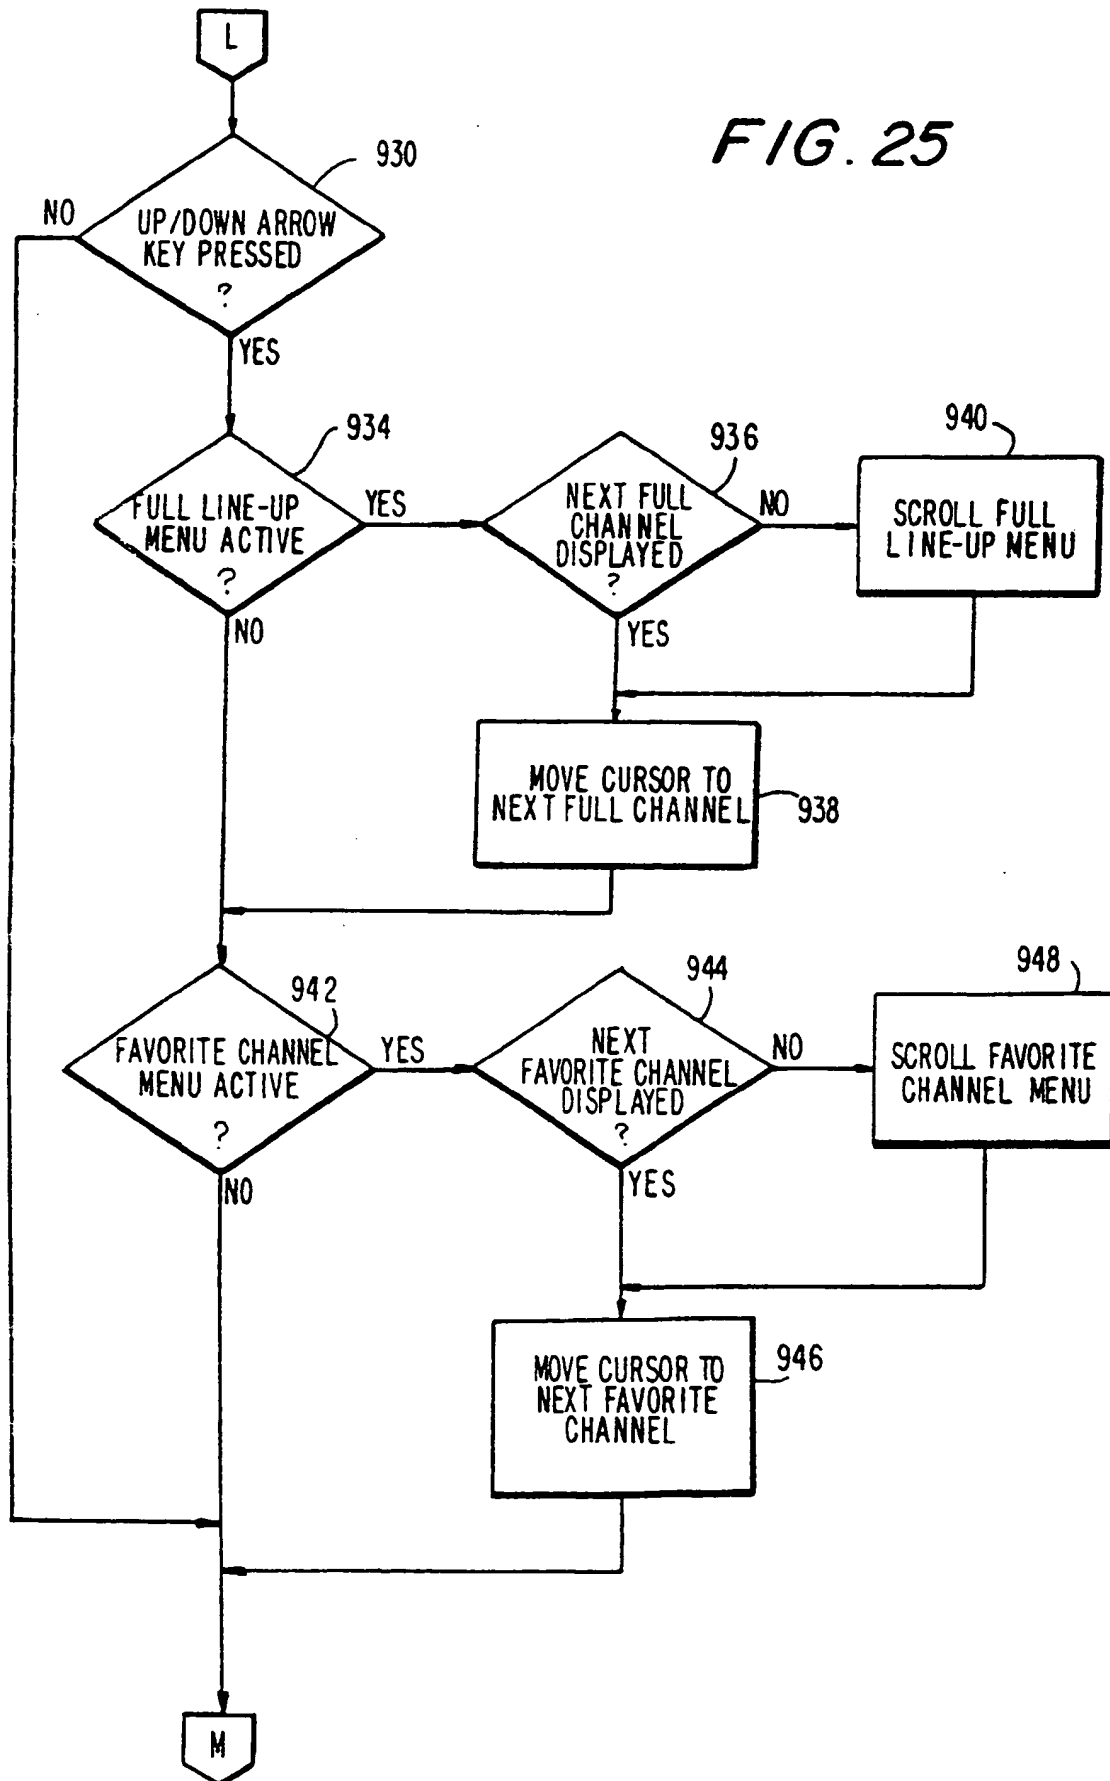 L
FIG. 25
930
NO
UP/DOWN ARROW
KEY PRESSED
?
YES
934
FULL LINE-UP
MENU ACTIVE
?
YES
NO
936
NEXT FULL
CHANNEL
DISPLAYED
?
NO
YES
940
SCROLL FULL
LINE-UP MENU
MOVE CURSOR TO
NEXT FULL CHANNEL
938
942
FAVORITE CHANNEL
MENU ACTIVE
?
YES
NO
944
NEXT
FAVORITE CHANNEL
DISPLAYED
?
NO
YES
948
SCROLL FAVORITE
CHANNEL MENU
MOVE CURSOR TO
NEXT FAVORITE
CHANNEL
946
M